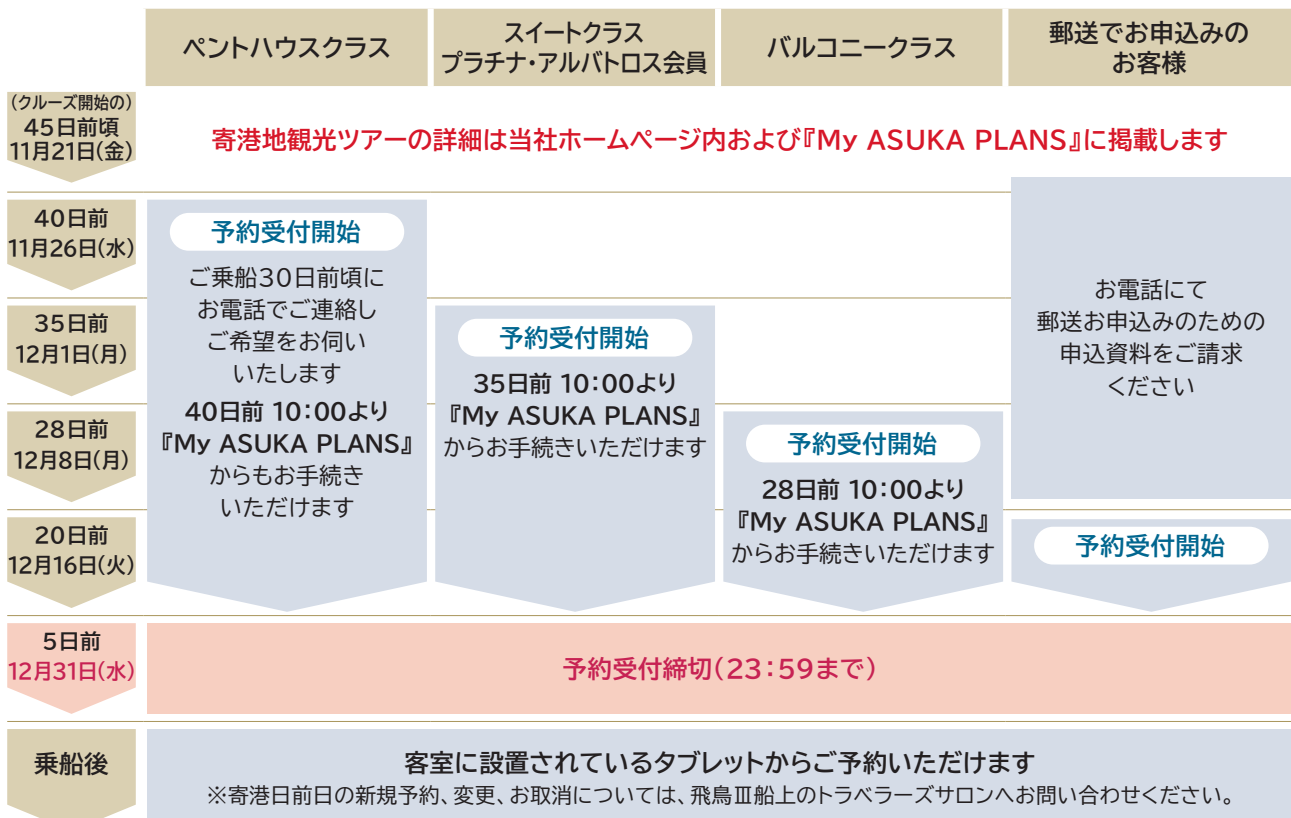 ペントハウスクラス
スイートクラス
プラチナ・アルバトロス会員
バルコニークラス
郵送でお申込みの
お客様
(クルーズ開始の)
45日前頃
11月21日(金)
寄港地観光ツアーの詳細は当社ホームページ内および『My ASUKA PLANS』に掲載します
40日前
11月26日(水)
予約受付開始
ご乗船30日前頃に
お電話でご連絡し
ご希望をお伺い
いたします
40日前 10:00より
『My ASUKA PLANS』
からもお手続き
いただけます
35日前
12月1日(月)
予約受付開始
35日前 10:00より
『My ASUKA PLANS』
からお手続きいただけます
28日前
12月8日(月)
予約受付開始
28日前 10:00より
『My ASUKA PLANS』
からお手続きいただけます
お電話にて
郵送お申込みのための
申込資料をご請求
ください
20日前
12月16日(火)
予約受付開始
5日前
12月31日(水)
予約受付締切(23:59まで)
乗船後
客室に設置されているタブレットからご予約いただけます
※寄港日前日の新規予約、変更、お取消については、飛鳥Ⅲ船上のトラベラーズサロンへお問い合わせください。